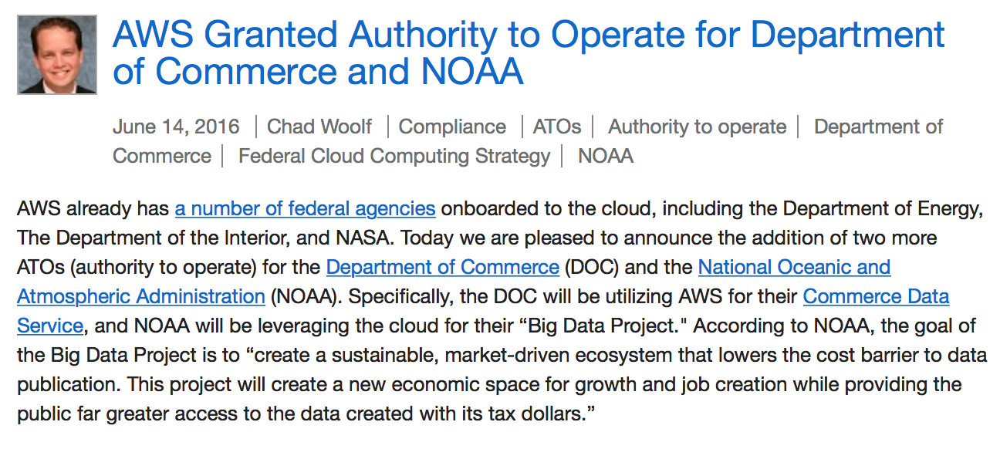 AWS Granted Authority to Operate for Department
of Commerce and NOAA
June 14, 2016 | Chad Woolf | Compliance | ATOs | Authority to operate | Department of
Commerce | Federal Cloud Computing Strategy | NOAA
AWS already has a number of federal agencies onboarded to the cloud, including the Department of Energy,
The Department of the Interior, and NASA. Today we are pleased to announce the addition of two more
ATOs (authority to operate) for the Department of Commerce (DOC) and the National Oceanic and
Atmospheric Administration (NOAA). Specifically, the DOC will be utilizing AWS for their Commerce Data
Service, and NOAA will be leveraging the cloud for their “Big Data Project." According to NOAA, the goal of
the Big Data Project is to “create a sustainable, market-driven ecosystem that lowers the cost barrier to data
publication. This project will create a new economic space for growth and job creation while providing the
public far greater access to the data created with its tax dollars.”